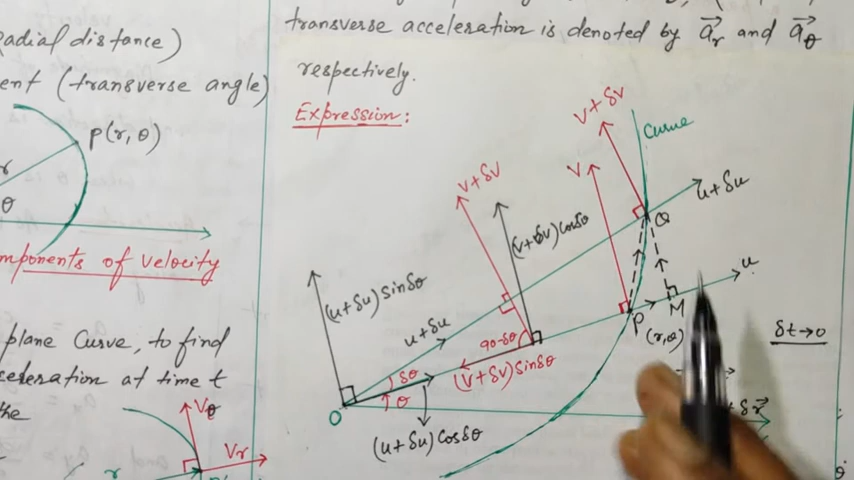 adial distance)
ent (transverse angle)
P(r, θ)
r
θ
mponents of velocity
plane Curve, to find
celeration at time t
the
Vθ
Vr
r
transverse acceleration is denoted by a⃗r and a⃗θ
respectively.
Expression:
V+δV
Curve
V+δV
V
u+δu
(V+δV)cosδθ
Q
(u+δu)sinδθ
u
u+δu
P
M
(r,θ)
δt→0
90-δθ
δθ
(V+δV)sinδθ
θ
O
(u+δu)cosδθ
+ δr⃗